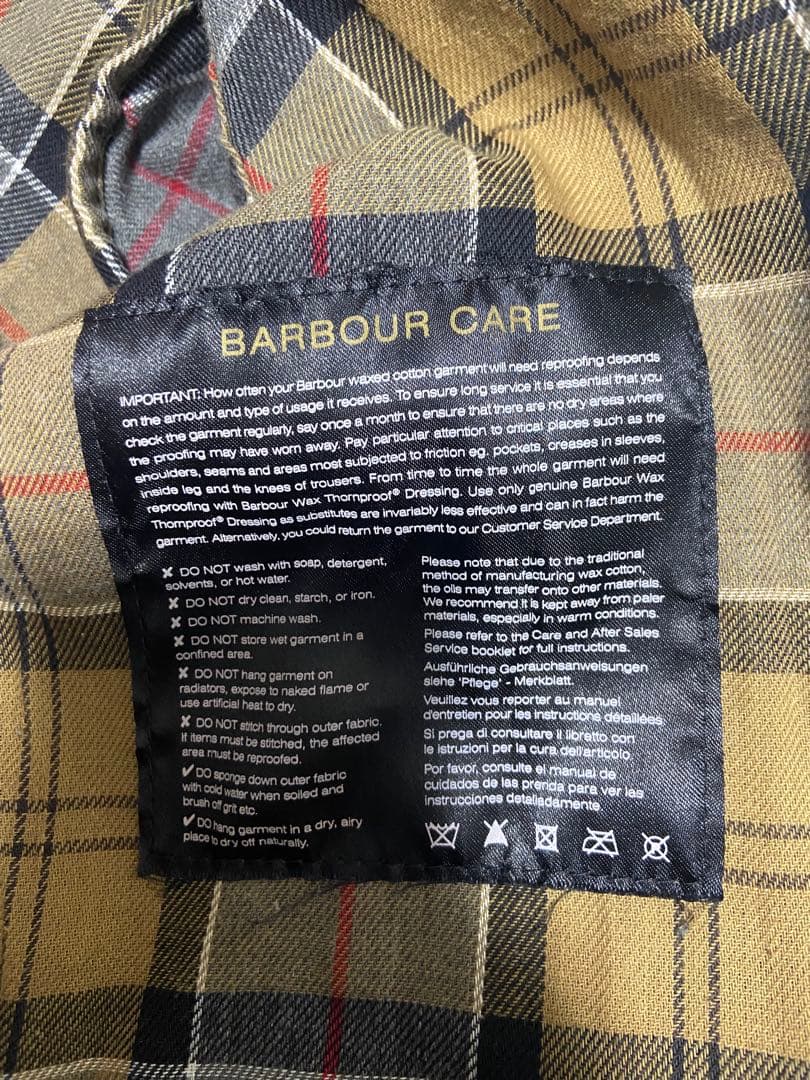 BARBOUR CARE
IMPORTANT: How often your Barbour waxed cotton garment will need reproofing depends
on the amount and type of usage it receives. To ensure long service it is essential that you
check the garment regularly, say once a month to ensure that there are no dry areas where
the proofing may have worn away. Pay particular attention to critical places such as the
shoulders, seams and areas most subjected to friction eg. pockets, creases in sleeves,
inside leg and the knees of trousers. From time to time the whole garment will need
reproofing with Barbour Wax Thornproof® Dressing. Use only genuine Barbour Wax
Thornproof® Dressing as substitutes are invariably less effective and can in fact harm the
garment. Alternatively, you could return the garment to our Customer Service Department.
✘ DO NOT wash with soap, detergent,
solvents, or hot water.
✘ DO NOT dry clean, starch, or iron.
✘ DO NOT machine wash.
✘ DO NOT store wet garment in a
confined area.
✘ DO NOT hang garment on
radiators, expose to naked flame or
use artificial heat to dry.
✘ DO NOT stitch through outer fabric.
If items must be stitched, the affected
area must be reproofed.
✔ DO sponge down outer fabric
with cold water when soiled and
brush off grit etc.
✔ DO hang garment in a dry, airy
place to dry off naturally.
Please note that due to the traditional
method of manufacturing wax cotton,
the oils may transfer onto other materials.
We recommend it is kept away from paler
materials, especially in warm conditions.
Please refer to the Care and After Sales
Service booklet for full instructions.
Ausführliche Gebrauchsanweisungen
siehe 'Pflege' - Merkblatt.
Veuillez vous reporter au manuel
d'entretien pour les instructions détaillées
Si prega di consultare il libretto con
le istruzioni per la cura dell'articolo.
Por favor, consulte el manual de
cuidados de las prenda para ver las
instrucciones detaladamente.